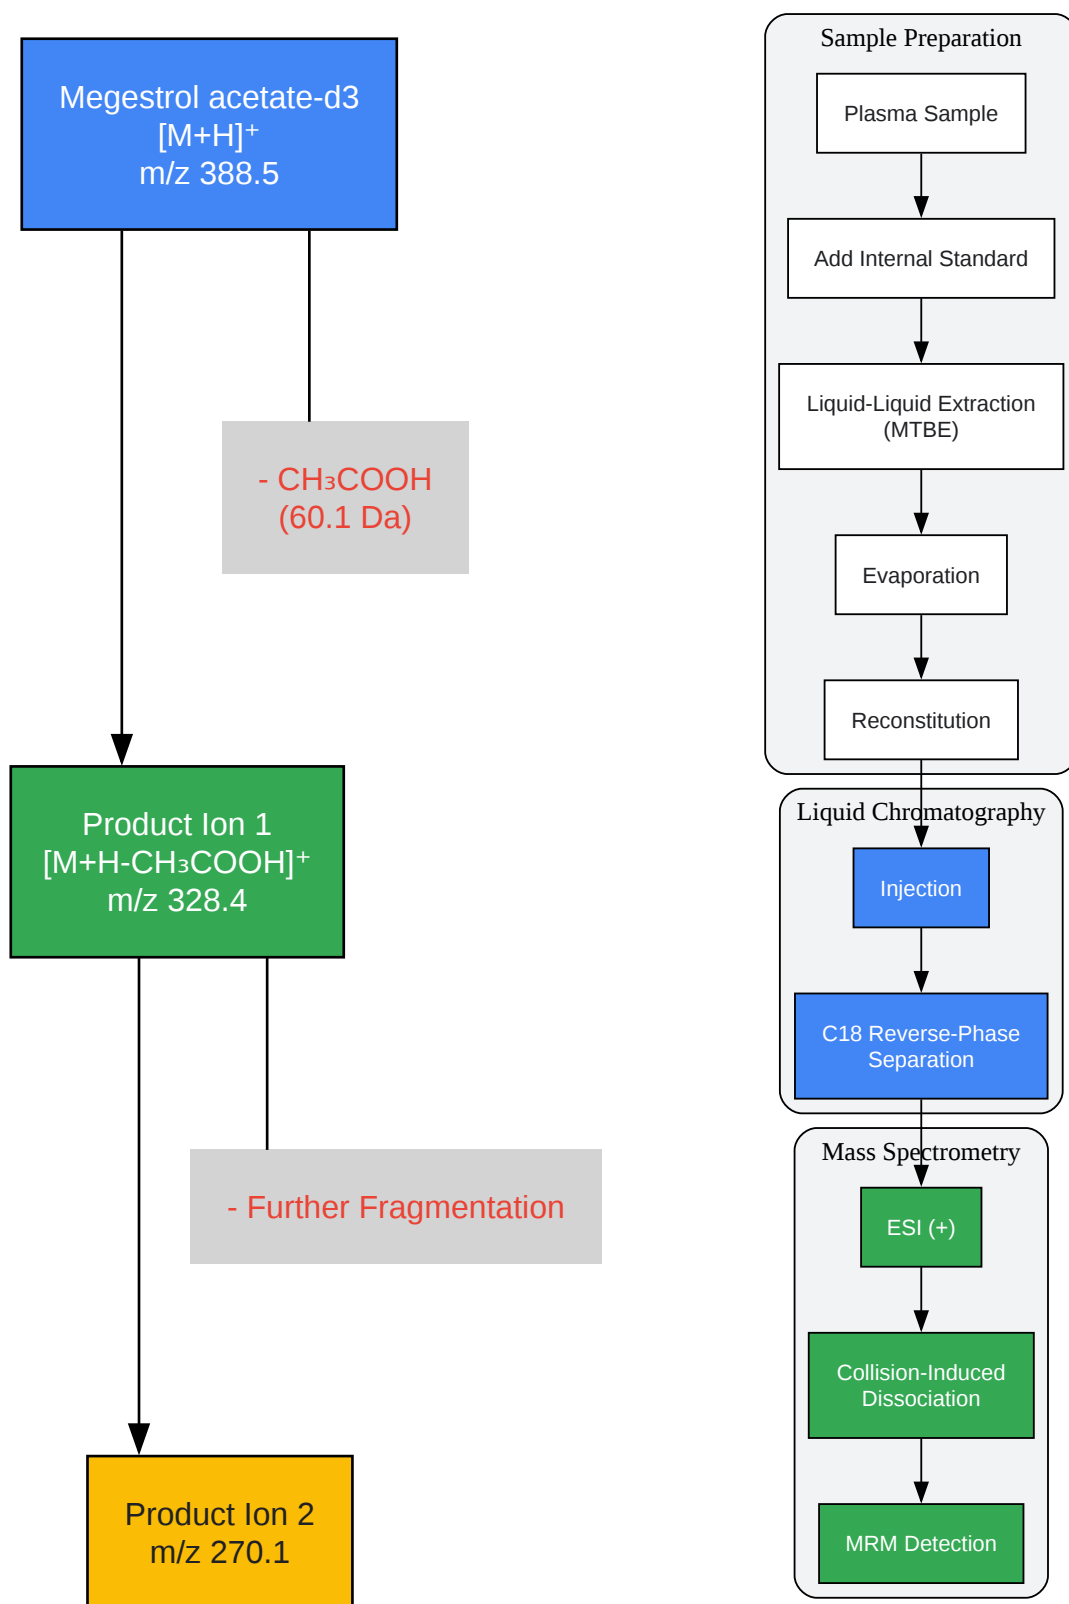 Megestrol acetate-d3
[M+H]⁺
m/z 388.5
- CH₃COOH
(60.1 Da)
Product Ion 1
[M+H-CH₃COOH]⁺
m/z 328.4
- Further Fragmentation
Product Ion 2
m/z 270.1
Sample Preparation
Plasma Sample
Add Internal Standard
Liquid-Liquid Extraction
(MTBE)
Evaporation
Reconstitution
Liquid Chromatography
Injection
C18 Reverse-Phase
Separation
Mass Spectrometry
ESI (+)
Collision-Induced
Dissociation
MRM Detection